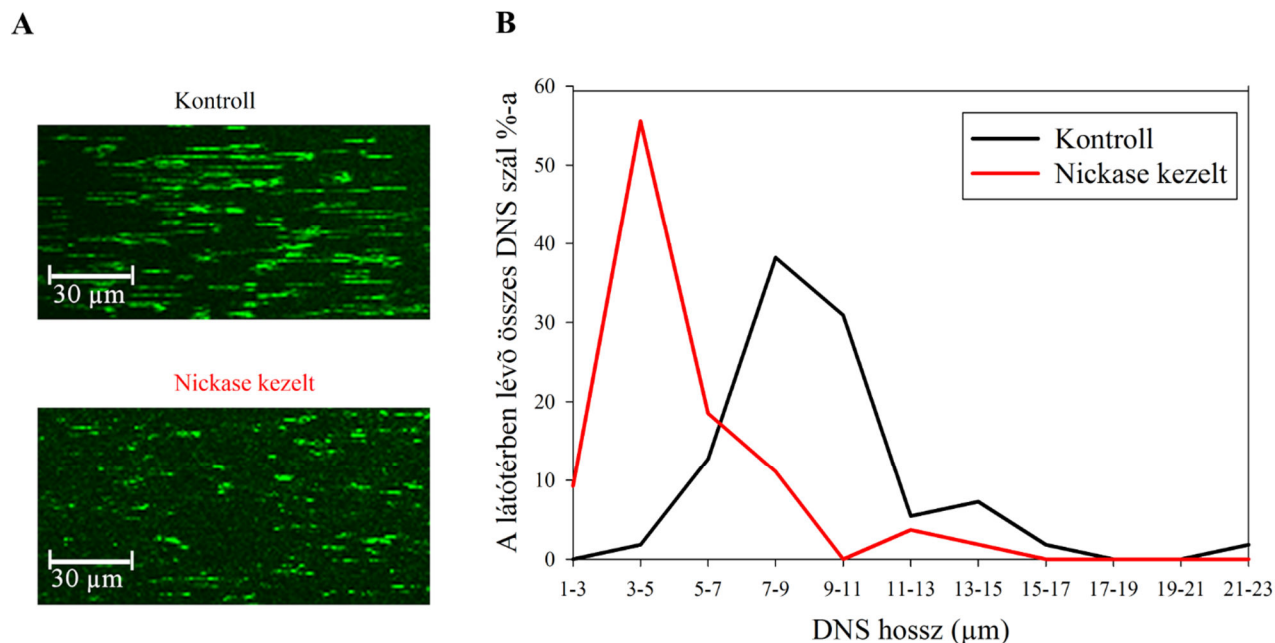 A
Kontroll
30 µm
Nickase kezelt
30 µm
B
A látótérben lévő összes DNS szál %-a
60
50
40
30
20
10
0
Kontroll
Nickase kezelt
1-3 3-5 5-7 7-9 9-11 11-13 13-15 15-17 17-19 19-21 21-23
DNS hossz (µm)